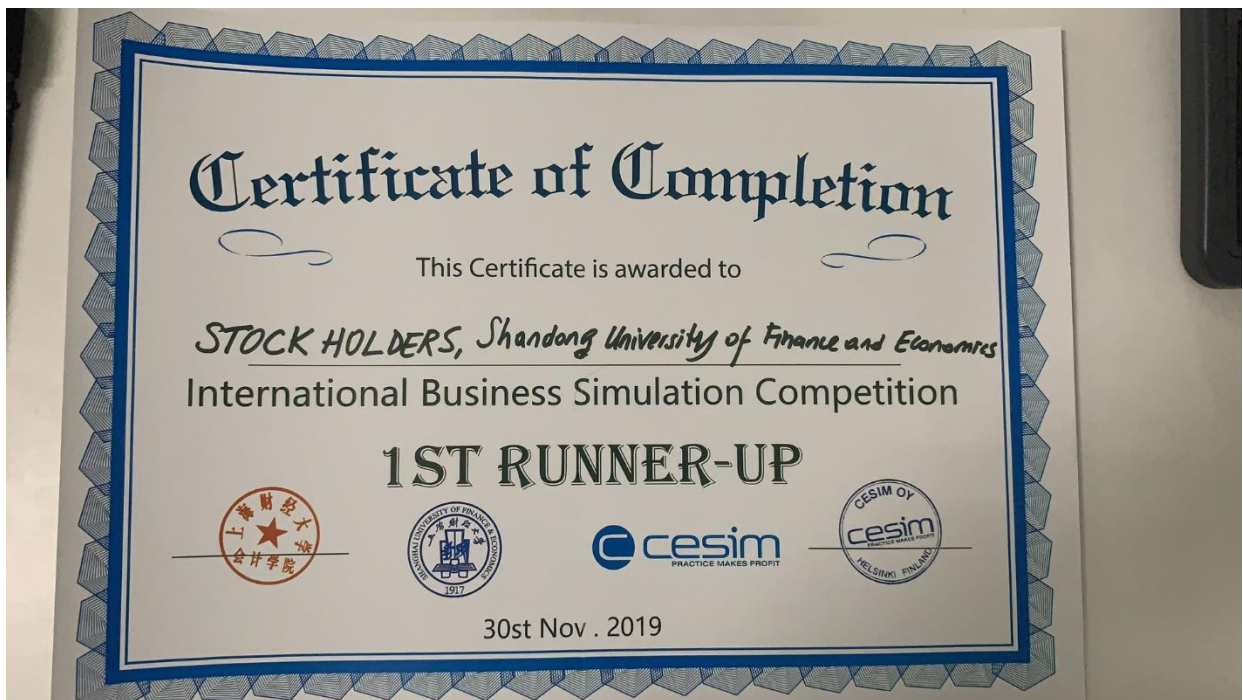 Certificate of Completion
This Certificate is awarded to
STOCK HOLDERS, Shandong University of Finance and Economics
International Business Simulation Competition
1ST RUNNER-UP
上海财经大学
会计学院
SHANGHAI UNIVERSITY OF FINANCE & ECONOMICS
上海财经大学
1917
cesim
PRACTICE MAKES PROFIT
CESIM OY
cesim
PRACTICE MAKES PROFIT
HELSINKI FINLAND
30st Nov . 2019